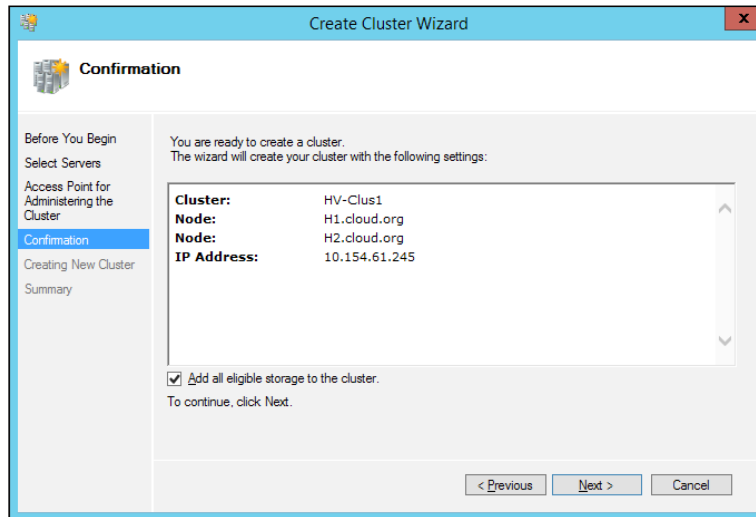 Create Cluster Wizard
x
Confirmation
Before You Begin
Select Servers
Access Point for
Administering the
Cluster
Confirmation
Creating New Cluster
Summary
You are ready to create a cluster.
The wizard will create your cluster with the following settings:
Cluster: HV-Clus1
Node: H1.cloud.org
Node: H2.cloud.org
IP Address: 10.154.61.245
Add all eligible storage to the cluster.
To continue, click Next.
< Previous Next > Cancel